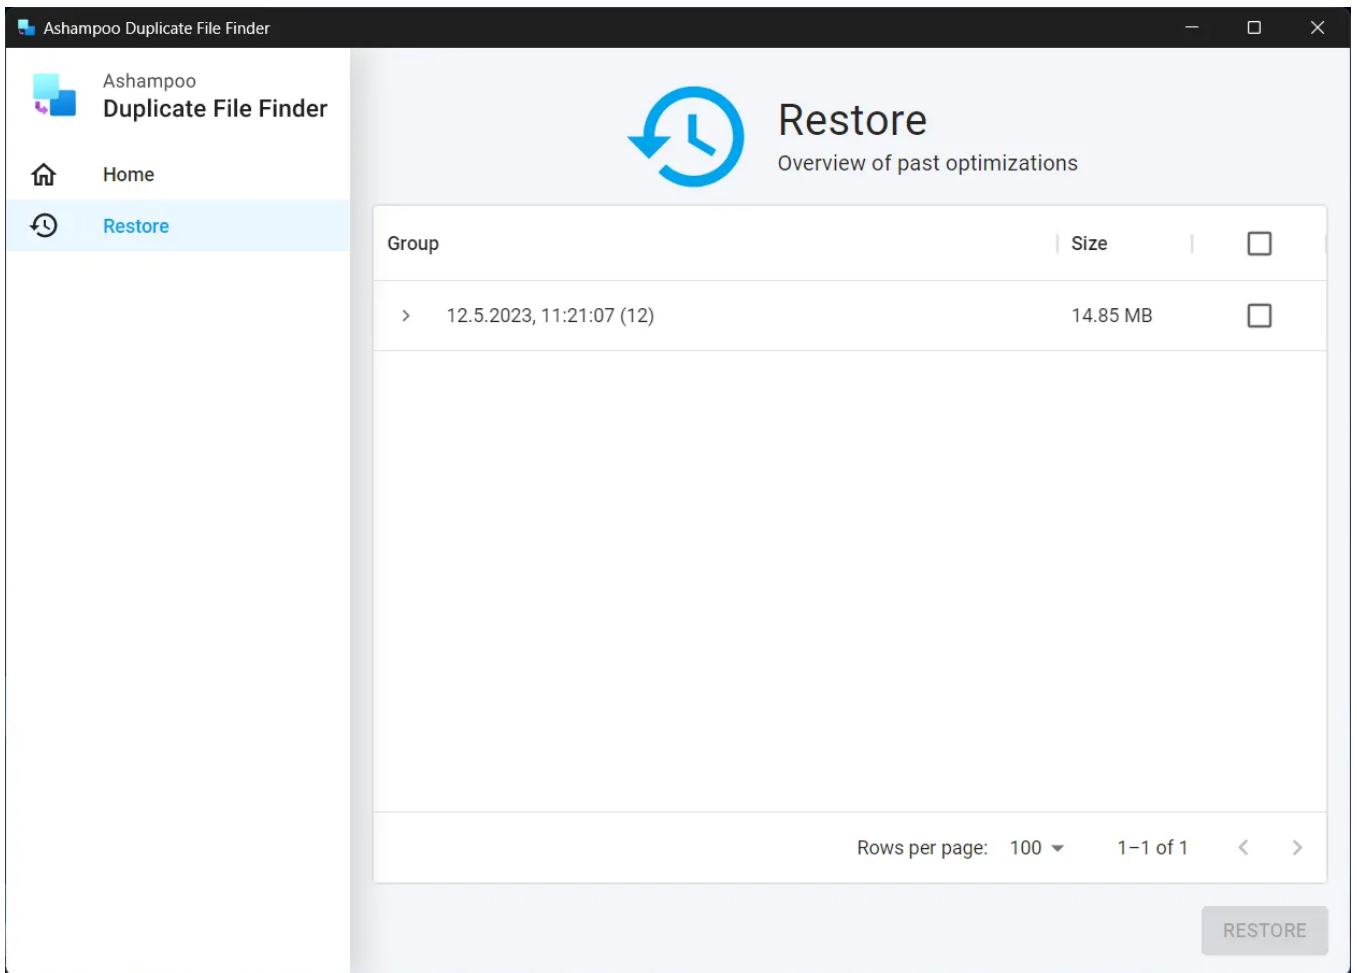 Ashampoo Duplicate File Finder
Ashampoo
Duplicate File Finder
Home
Restore
Restore
Overview of past optimizations
Group Size
12.5.2023, 11:21:07 (12) 14.85 MB
Rows per page: 100 1–1 of 1
RESTORE